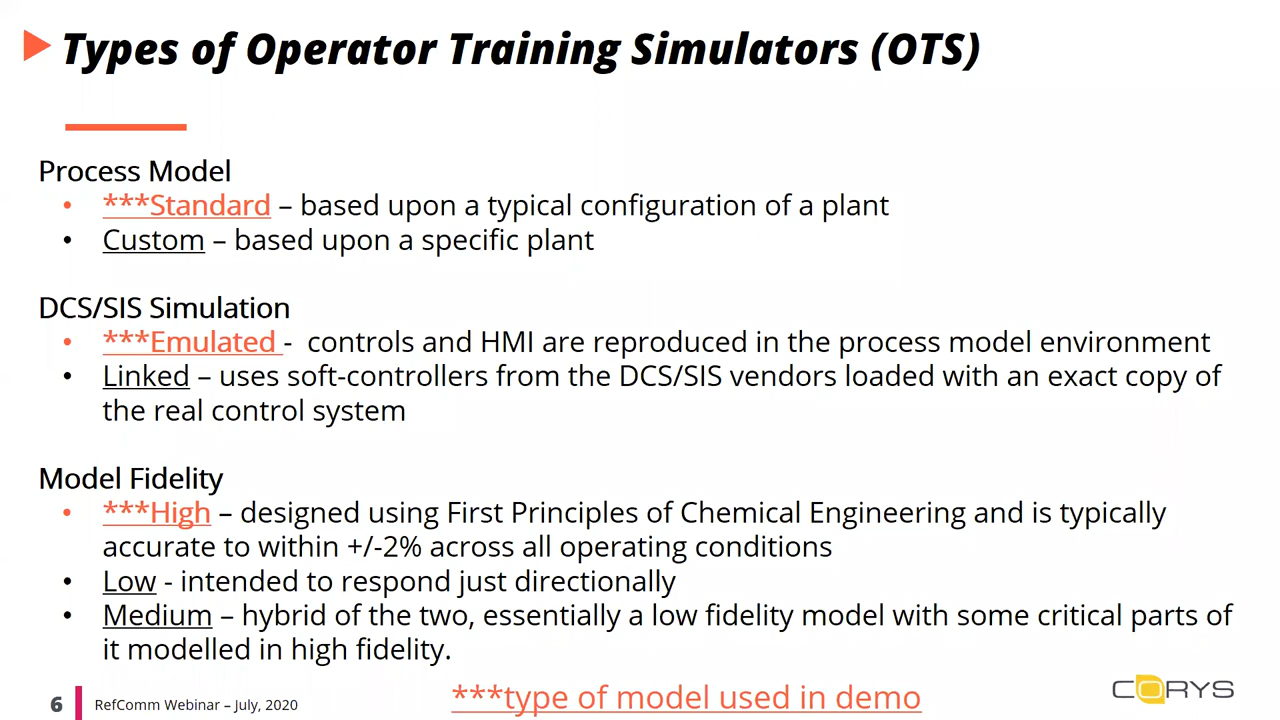 Types of Operator Training Simulators (OTS)
Process Model
• ***Standard – based upon a typical configuration of a plant
• Custom – based upon a specific plant
DCS/SIS Simulation
• ***Emulated - controls and HMI are reproduced in the process model environment
• Linked – uses soft-controllers from the DCS/SIS vendors loaded with an exact copy of
the real control system
Model Fidelity
• ***High – designed using First Principles of Chemical Engineering and is typically
accurate to within +/-2% across all operating conditions
• Low - intended to respond just directionally
• Medium – hybrid of the two, essentially a low fidelity model with some critical parts of
it modelled in high fidelity.
***type of model used in demo
6 RefComm Webinar – July, 2020
CORYS